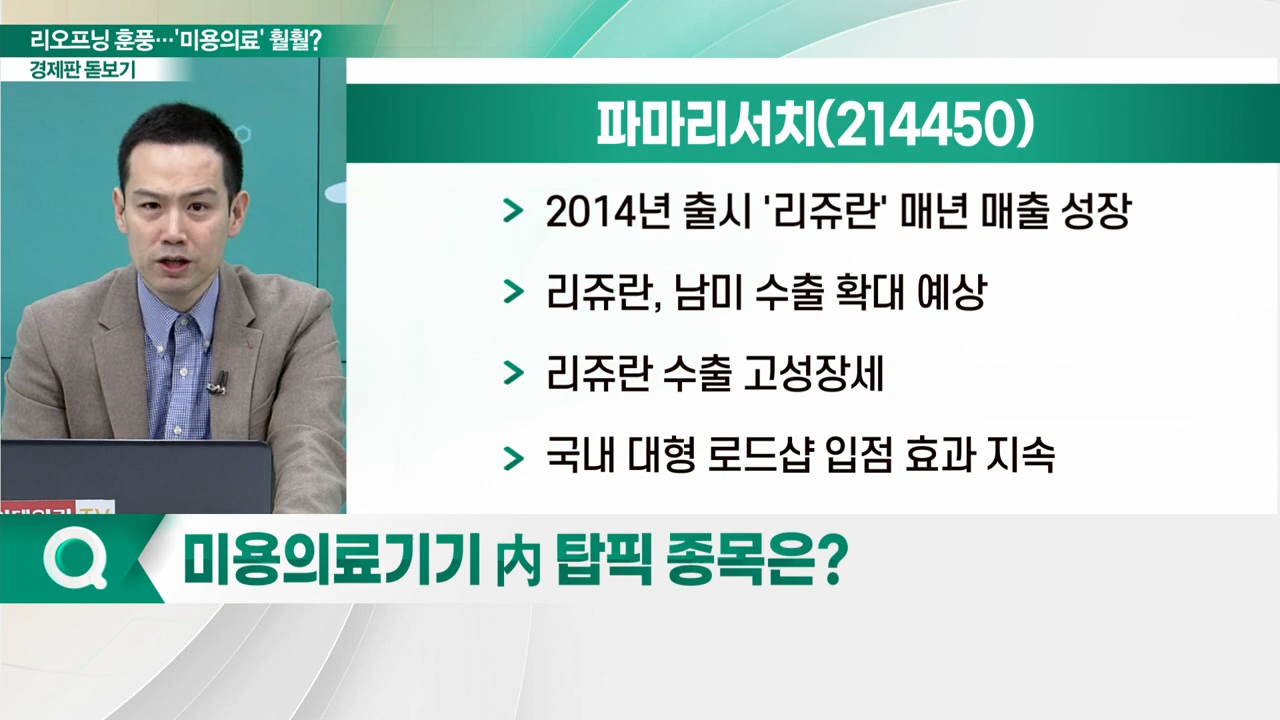 리오프닝 훈풍…'미용의료' 훨훨?
경제판 돋보기
파마리서치(214450)
> 2014년 출시 '리쥬란' 매년 매출 성장
> 리쥬란, 남미 수출 확대 예상
> 리쥬란 수출 고성장세
> 국내 대형 로드샵 입점 효과 지속
TV
Q 미용의료기기 內 탑픽 종목은?